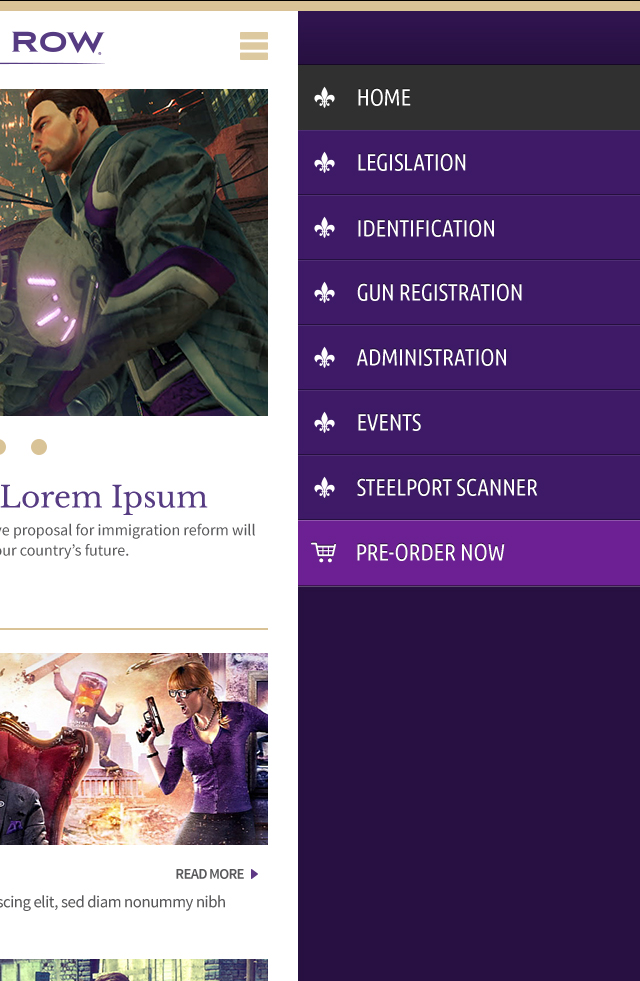 ROW
HOME
LEGISLATION
IDENTIFICATION
GUN REGISTRATION
ADMINISTRATION
EVENTS
STEELPORT SCANNER
PRE-ORDER NOW
Lorem Ipsum
proposal for immigration reform will
our country’s future.
READ MORE
scing elit, sed diam nonummy nibh